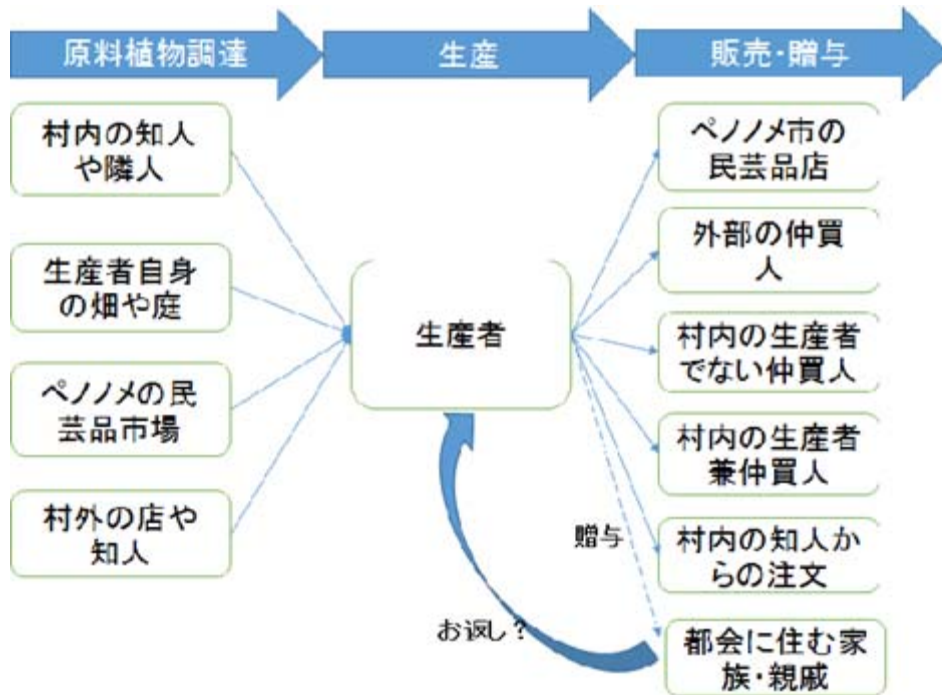 原料植物調達
生産
販売・贈与
村内の知人
や隣人
生産者自身
の畑や庭
ペノノメの民
芸品市場
村外の店や
知人
生産者
ペノノメ市の
民芸品店
外部の仲買
人
村内の生産者
でない仲買人
村内の生産者
兼仲買人
村内の知人か
らの注文
都会に住む家
族・親戚
贈与
お返し？